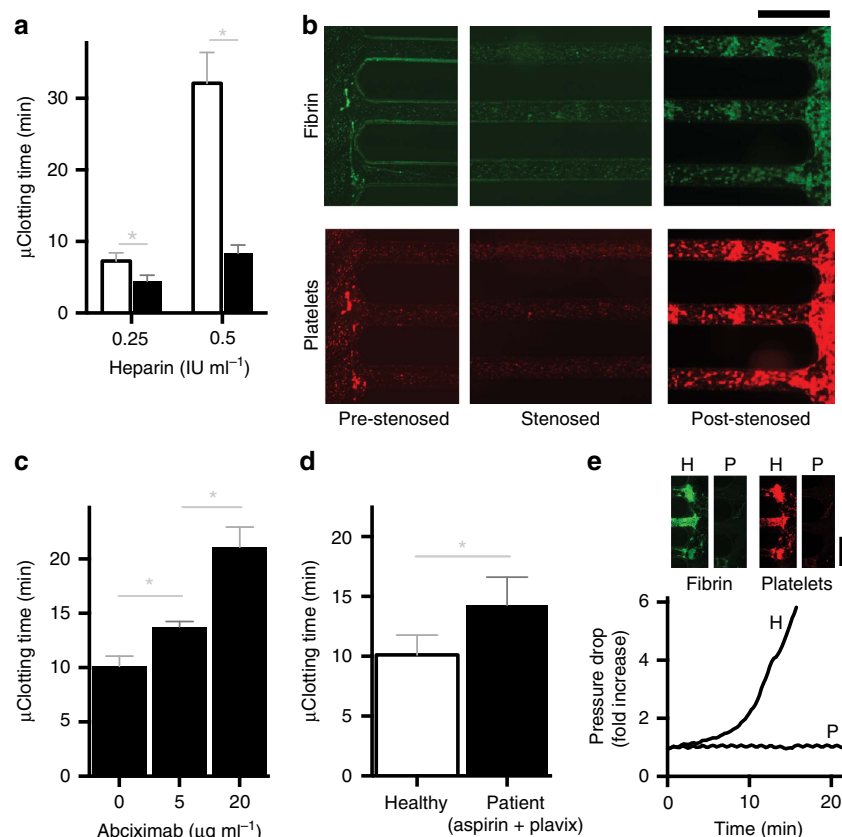 a
μClotting time (min)
30
20
10
0
*
*
0.25
0.5
Heparin (IU ml⁻¹)
b
Fibrin
Platelets
Pre-stenosed
Stenosed
Post-stenosed
c
μClotting time (min)
20
15
10
5
0
*
*
0
5
20
Abciximab (μg ml⁻¹)
d
μClotting time (min)
20
15
10
5
0
*
Healthy
Patient
(aspirin + plavix)
e
H P H P
Fibrin Platelets
Pressure drop
(fold increase)
6
4
2
0
H
P
0
10
20
Time (min)